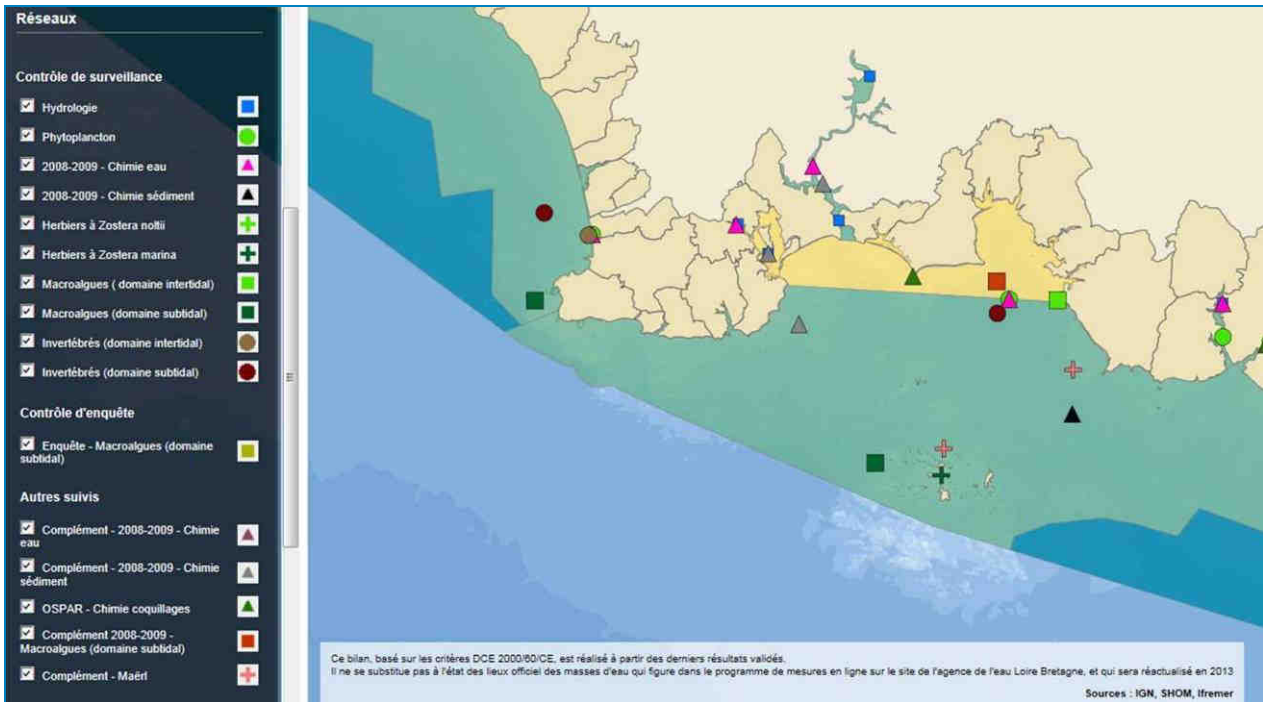 Réseaux
Contrôle de surveillance
Hydrologie
Phytoplancton
2008-2009 - Chimie eau
2008-2009 - Chimie sédiment
Herbiers à Zostera noltii
Herbiers à Zostera marina
Macroalgues ( domaine intertidal)
Macroalgues (domaine subtidal)
Invertébrés (domaine intertidal)
Invertébrés (domaine subtidal)
Contrôle d'enquête
Enquête - Macroalgues (domaine
subtidal)
Autres suivis
Complément - 2008-2009 - Chimie
eau
Complément - 2008-2009 - Chimie
sédiment
OSPAR - Chimie coquillages
Complément 2008-2009 -
Macroalgues (domaine subtidal)
Complément - Maërl
Ce bilan, basé sur les critères DCE 2000/60/CE, est réalisé à partir des derniers résultats validés.
Il ne se substitue pas à l'état des lieux officiel des masses d'eau qui figure dans le programme de mesures en ligne sur le site de l'agence de l'eau Loire Bretagne, et qui sera réactualisé en 2013
Sources : IGN, SHOM, Ifremer